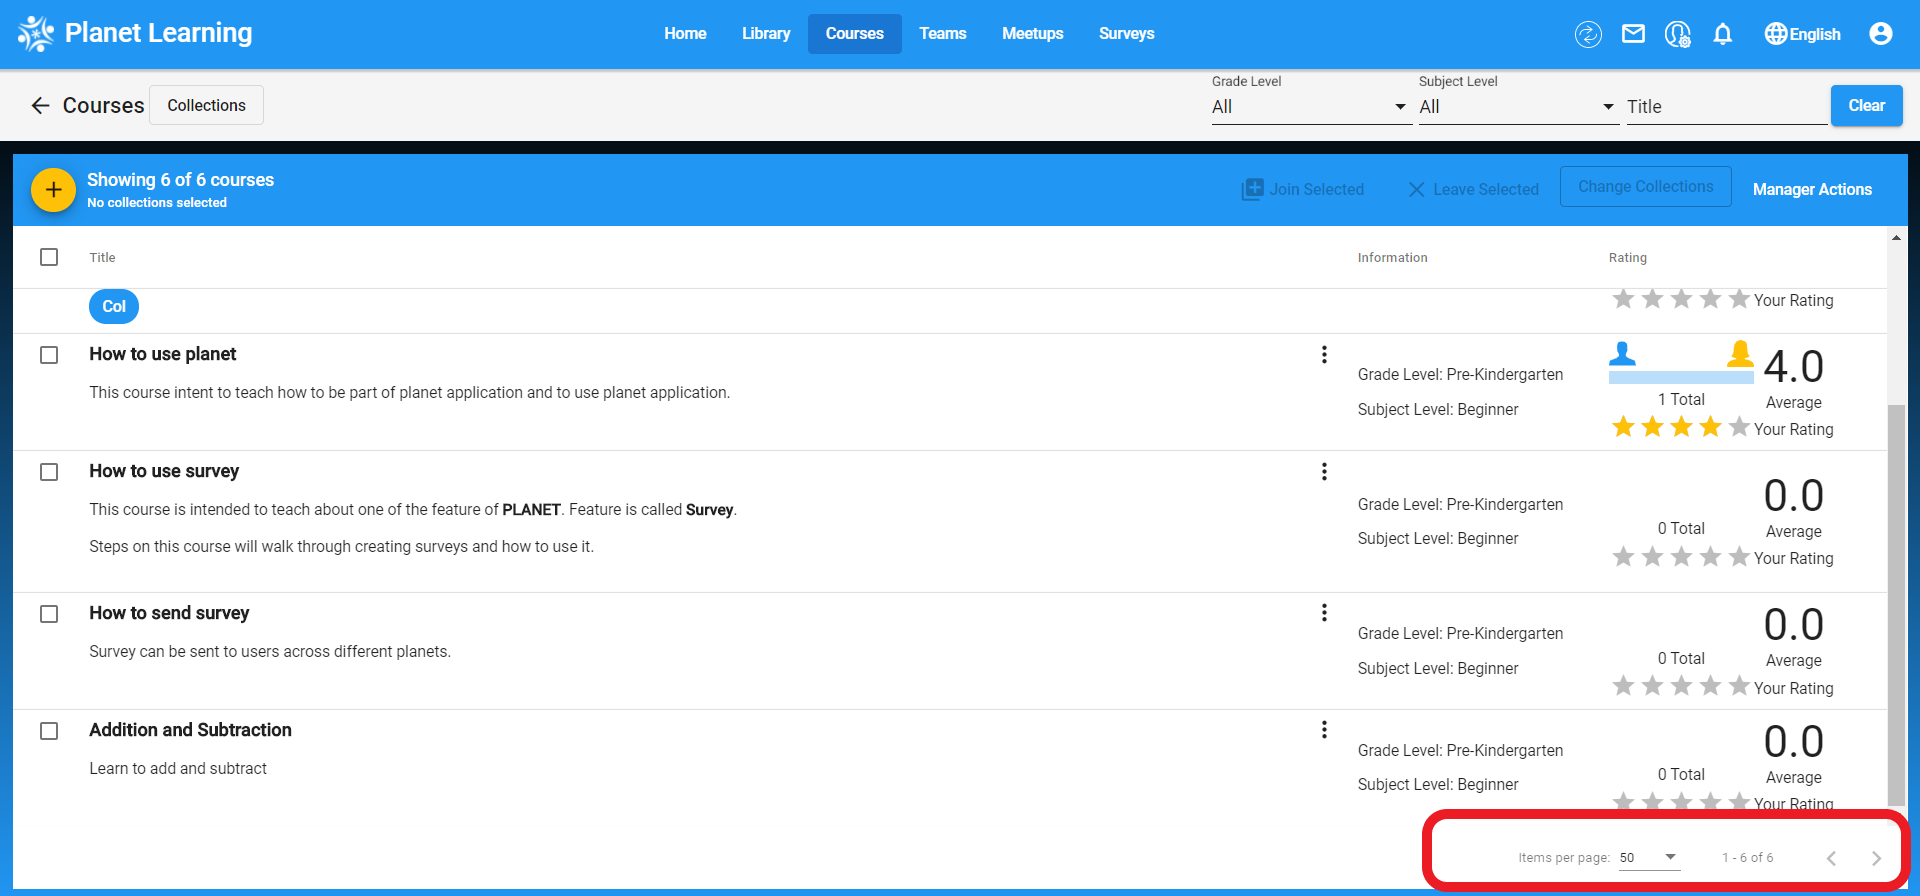 Planet Learning
Home Library Courses Teams Meetups Surveys
English
Courses Collections
Grade Level
All
Subject Level
All
Title
Clear
Showing 6 of 6 courses
No collections selected
Join Selected Leave Selected Change Collections Manager Actions
Title Information Rating
Col
Your Rating
How to use planet
This course intent to teach how to be part of planet application and to use planet application.
Grade Level: Pre-Kindergarten
Subject Level: Beginner
4.0
1 Total Average
Your Rating
How to use survey
This course is intended to teach about one of the feature of PLANET. Feature is called Survey.
Steps on this course will walk through creating surveys and how to use it.
Grade Level: Pre-Kindergarten
Subject Level: Beginner
0.0
0 Total Average
Your Rating
How to send survey
Survey can be sent to users across different planets.
Grade Level: Pre-Kindergarten
Subject Level: Beginner
0.0
0 Total Average
Your Rating
Addition and Subtraction
Learn to add and subtract
Grade Level: Pre-Kindergarten
Subject Level: Beginner
0.0
0 Total Average
Your Rating
Items per page: 50 1 - 6 of 6